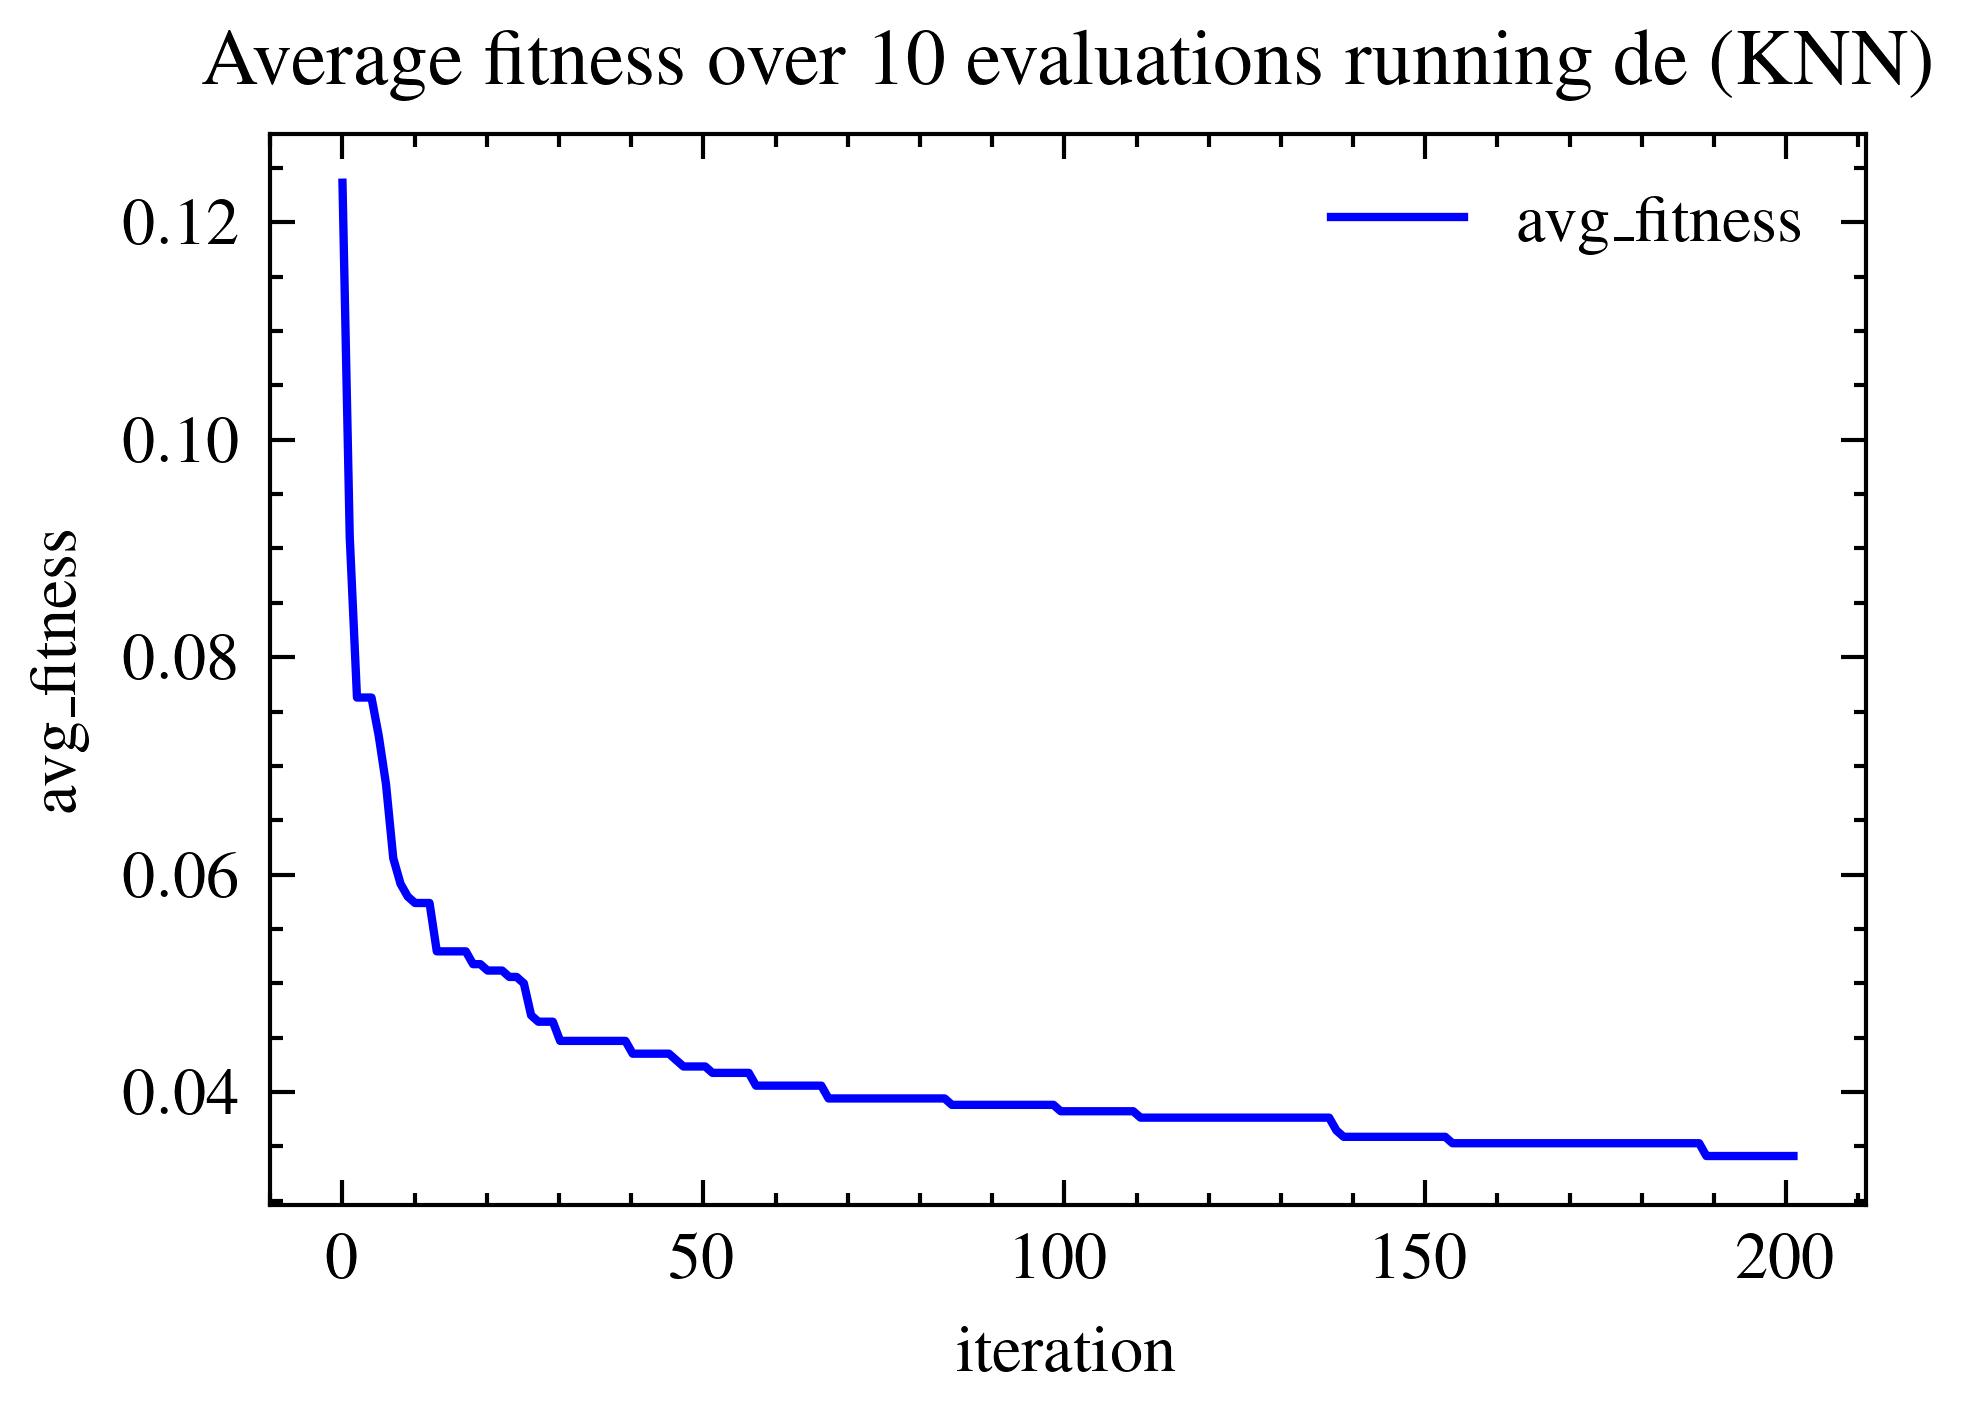 Average fitness over 10 evaluations running de (KNN)
avg_fitness
0.12
0.10
0.08
0.06
0.04
avg_fitness
0 50 100 150 200
iteration